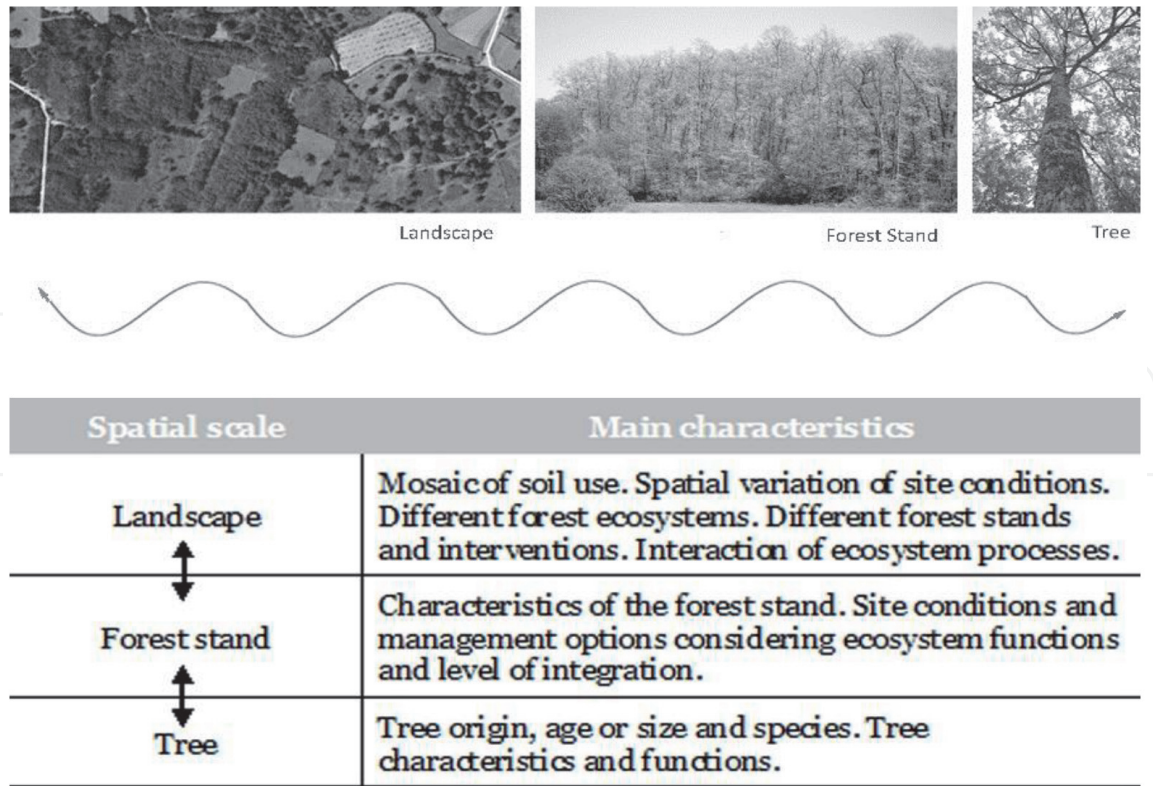 Landscape
Forest Stand
Tree
Spatial scale
Main characteristics
Landscape
Mosaic of soil use. Spatial variation of site conditions.
Different forest ecosystems. Different forest stands
and interventions. Interaction of ecosystem processes.
Forest stand
Characteristics of the forest stand. Site conditions and
management options considering ecosystem functions
and level of integration.
Tree
Tree origin, age or size and species. Tree
characteristics and functions.